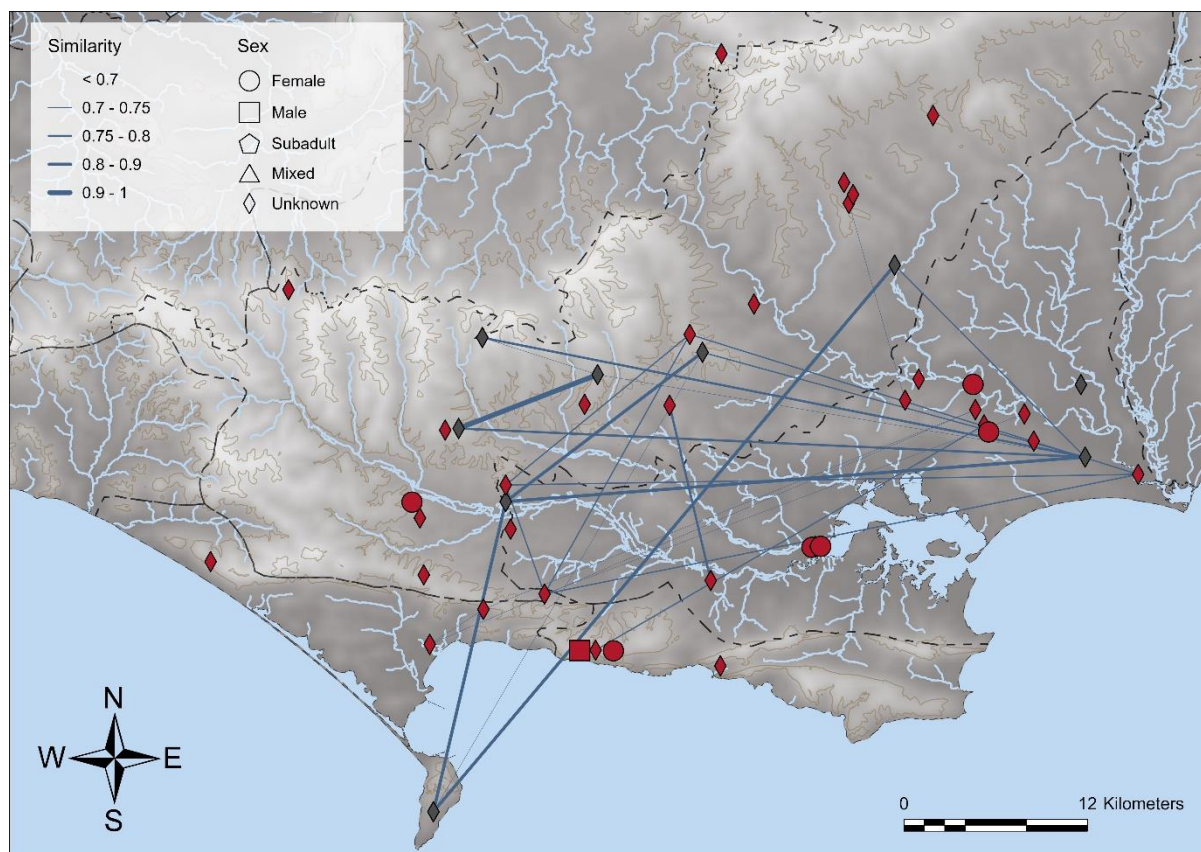 Similarity
< 0.7
0.7 - 0.75
0.75 - 0.8
0.8 - 0.9
0.9 - 1
Sex
Female
Male
Subadult
Mixed
Unknown
N
W E
S
0 12 Kilometers